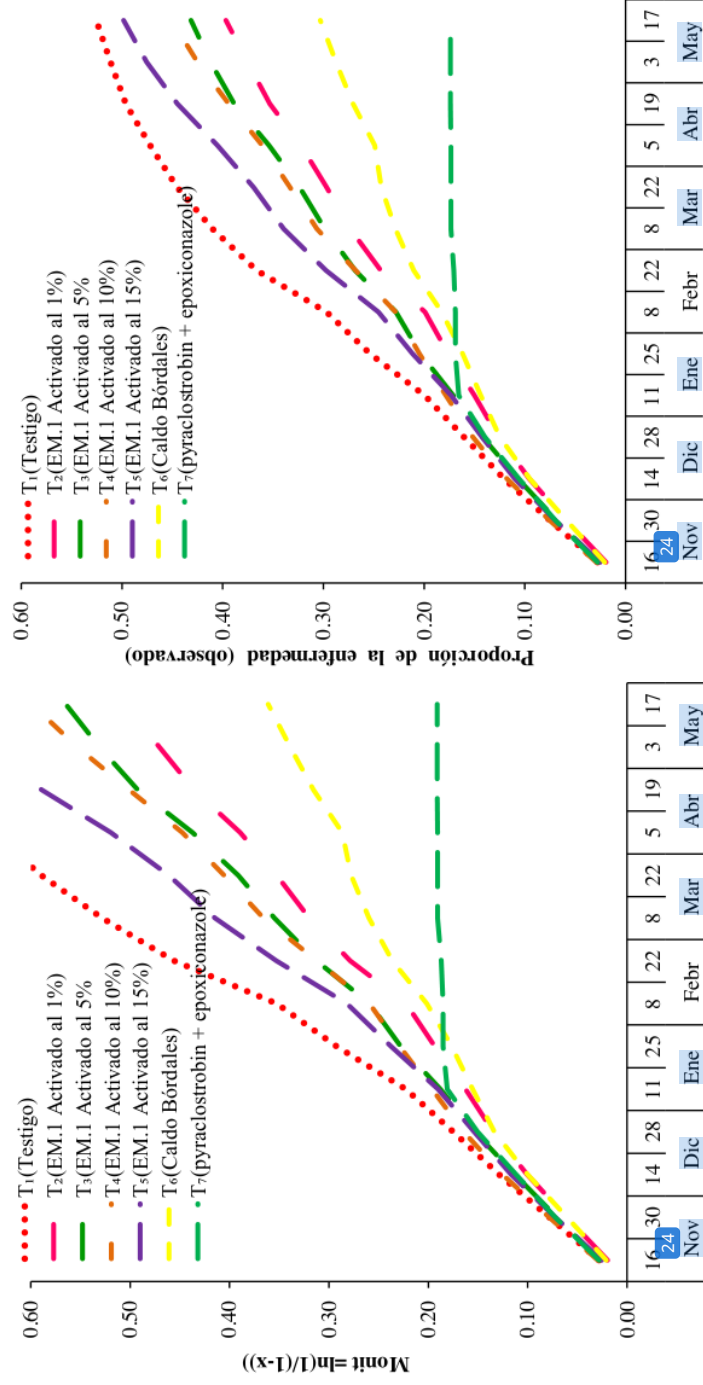 Proporción de la enfermedad (observado)
0.60
0.50
0.40
0.30
0.20
0.10
0.00
T1(Testigo)
T2(EM.1 Activado al 1%)
T3(EM.1 Activado al 5%
T4(EM.1 Activado al 10%)
T5(EM.1 Activado al 15%)
T6(Caldo Bórdales)
T7(pyraclostrobin + epoxiconazole)
16 30 14 28 11 25 8 22 8 22 5 19 3 17
24
Nov Dic Ene Febr Mar Abr May
Monit=ln(1/(1-x))
0.60
0.50
0.40
0.30
0.20
0.10
0.00
T1(Testigo)
T2(EM.1 Activado al 1%)
T3(EM.1 Activado al 5%
T4(EM.1 Activado al 10%)
T5(EM.1 Activado al 15%)
T6(Caldo Bórdales)
T7(pyraclostrobin + epoxiconazole)
16 30 14 28 11 25 8 22 8 22 5 19 3 17
24
Nov Dic Ene Febr Mar Abr May